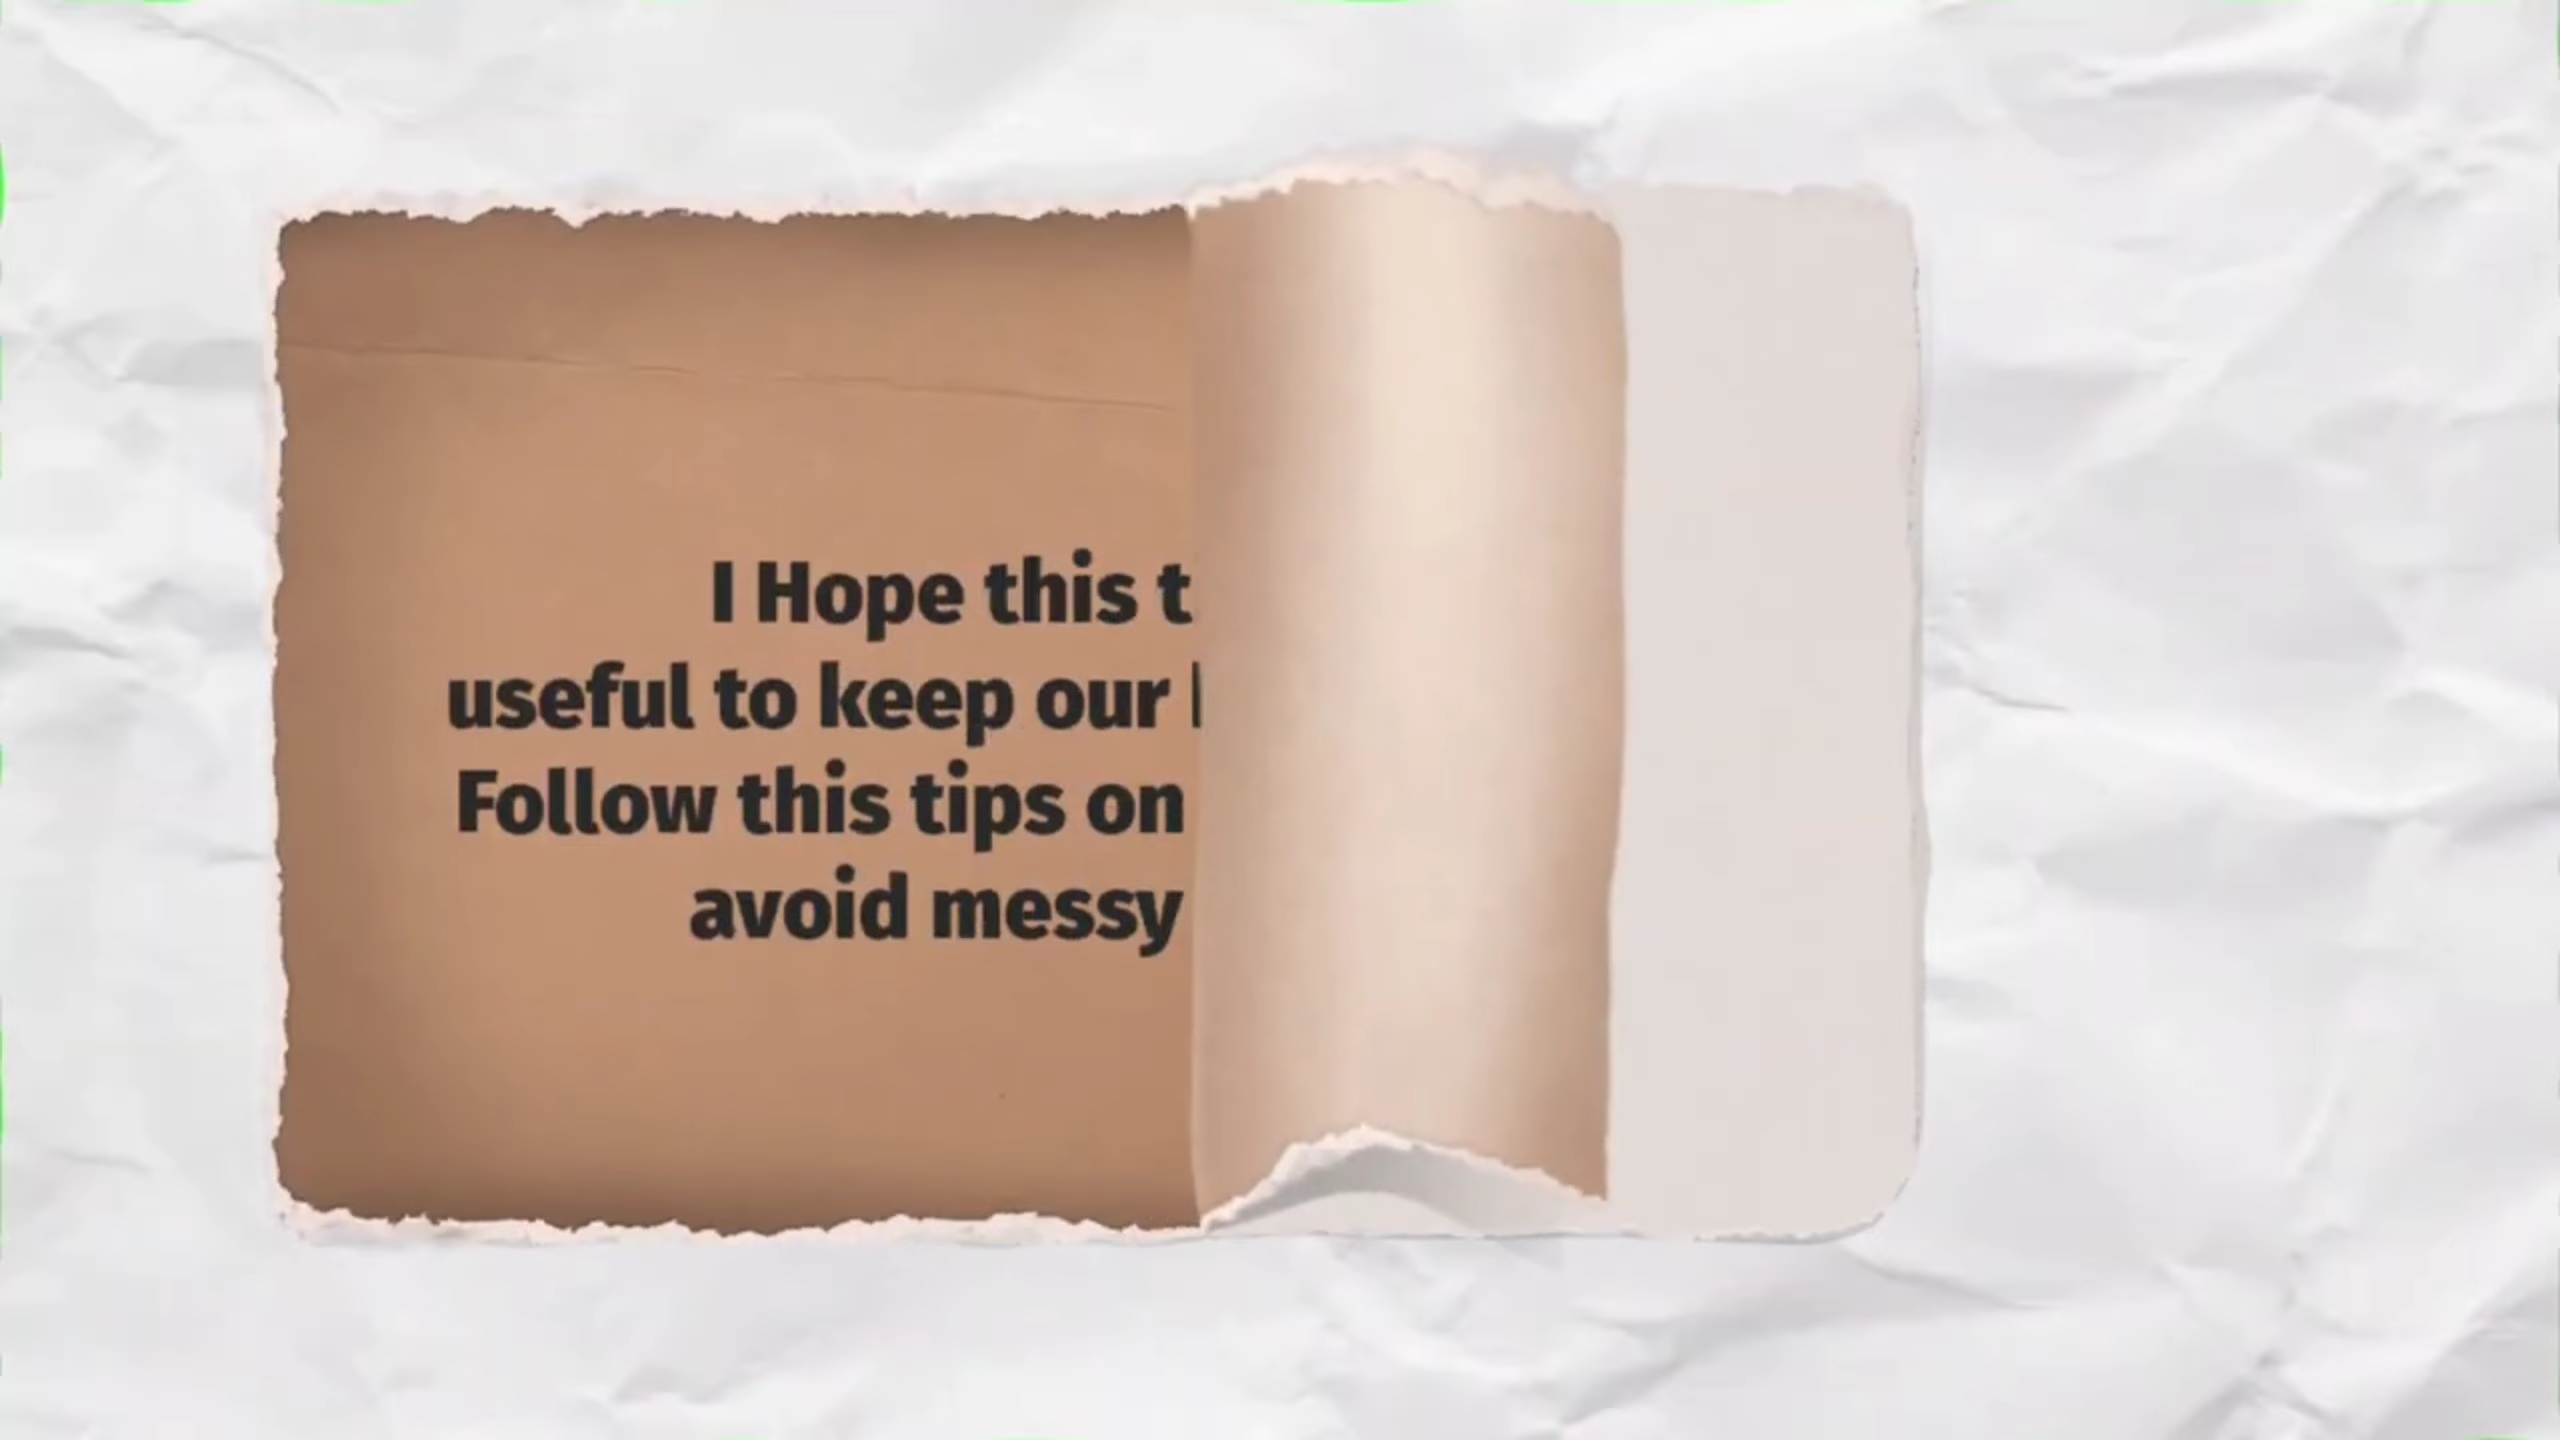 I Hope this
useful to keep our
Follow this tips on
avoid messy